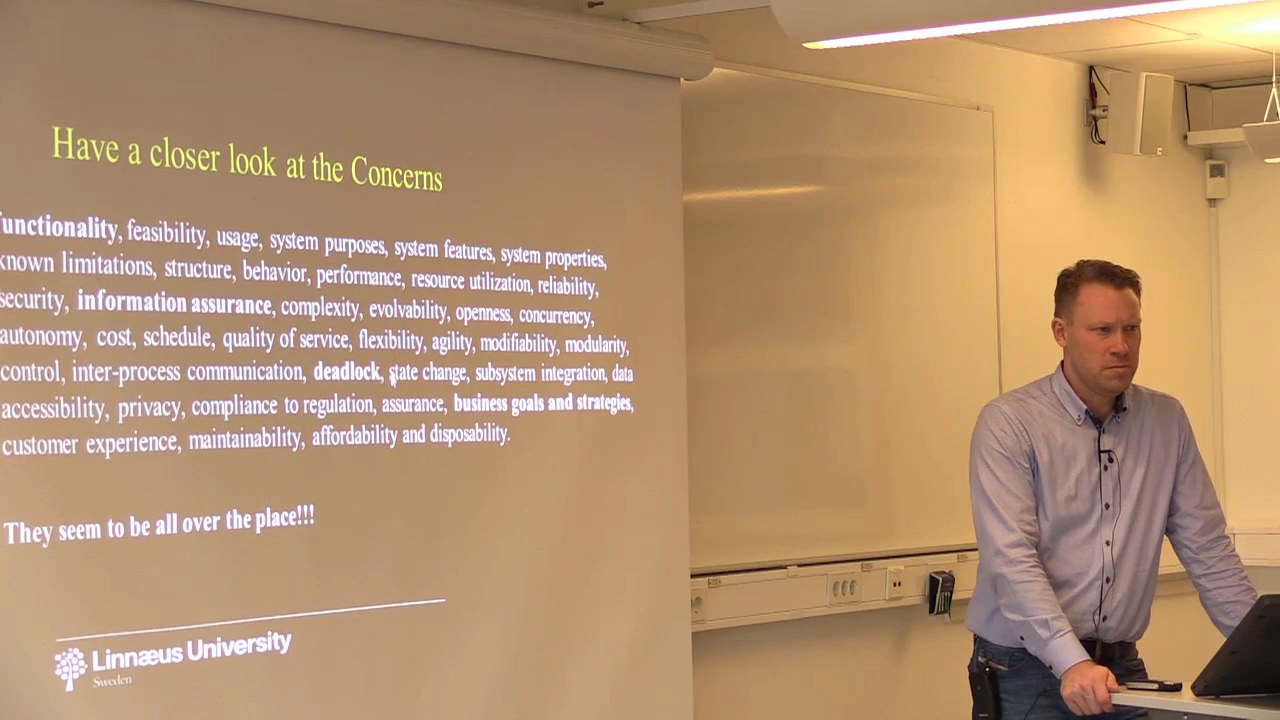 Have a closer look at the Concerns
functionality, feasibility, usage, system purposes, system features, system properties,
known limitations, structure, behavior, performance, resource utilization, reliability,
security, information assurance, complexity, evolvability, openness, concurrency,
autonomy, cost, schedule, quality of service, flexibility, agility, modifiability, modularity,
control, inter-process communication, deadlock, state change, subsystem integration, data
accessibility, privacy, compliance to regulation, assurance, business goals and strategies,
customer experience, maintainability, affordability and disposability.
They seem to be all over the place!!!
Linnæus University
Sweden